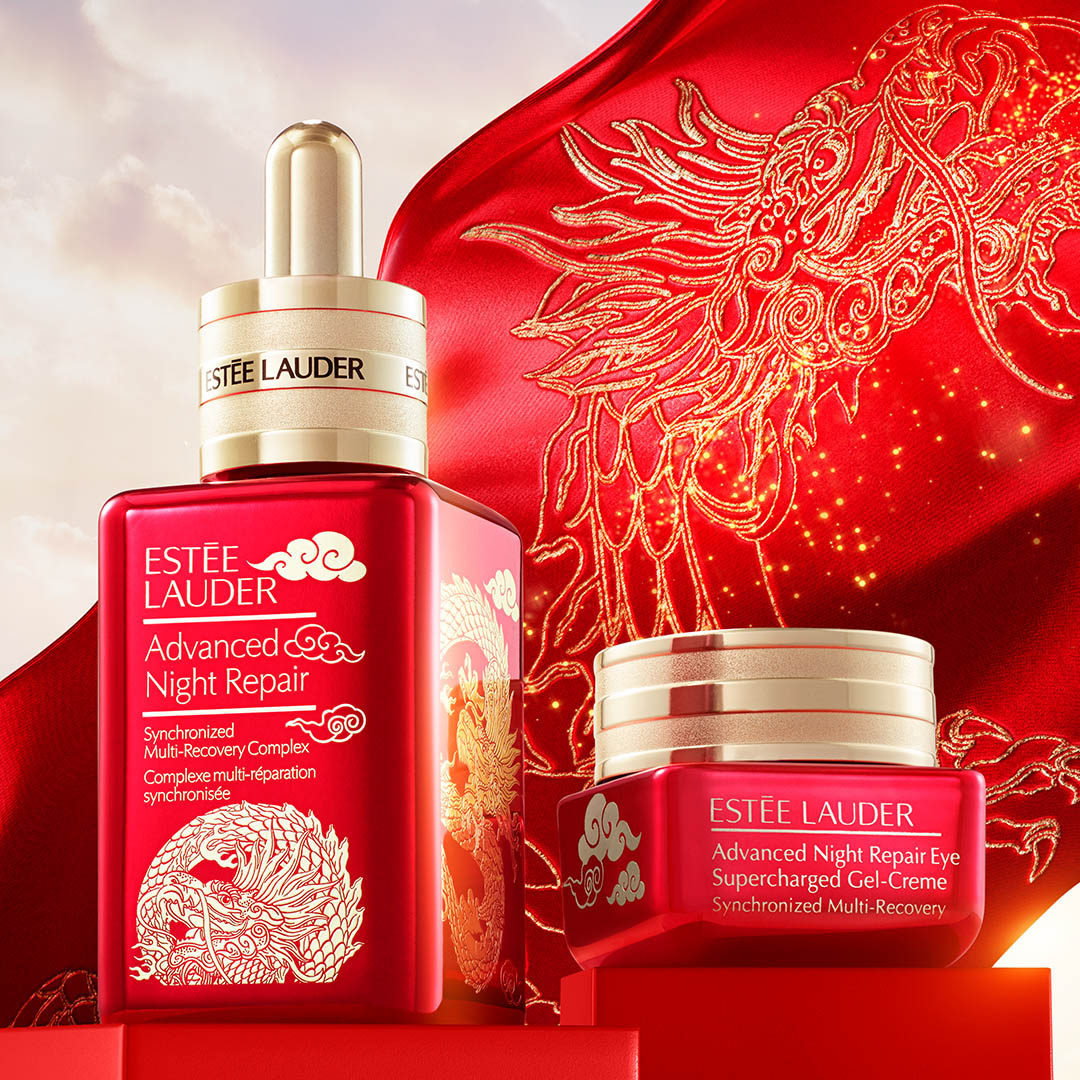 ESTĒE LAUDER EST
ESTĒE
LAUDER
Advanced
Night Repair
Synchronized
Multi-Recovery Complex
Complexe multi-réparation
synchronisée
ESTĒE LAUDER
Advanced Night Repair Eye
Supercharged Gel-Creme
Synchronized Multi-Recovery